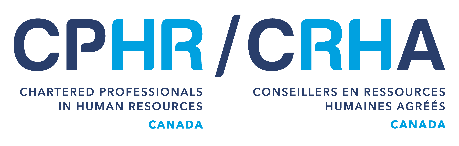 CPHR/CRHA
CHARTERED PROFESSIONALS
IN HUMAN RESOURCES
CANADA
CONSEILLERS EN RESSOURCES
HUMAINES AGRÉÉS
CANADA